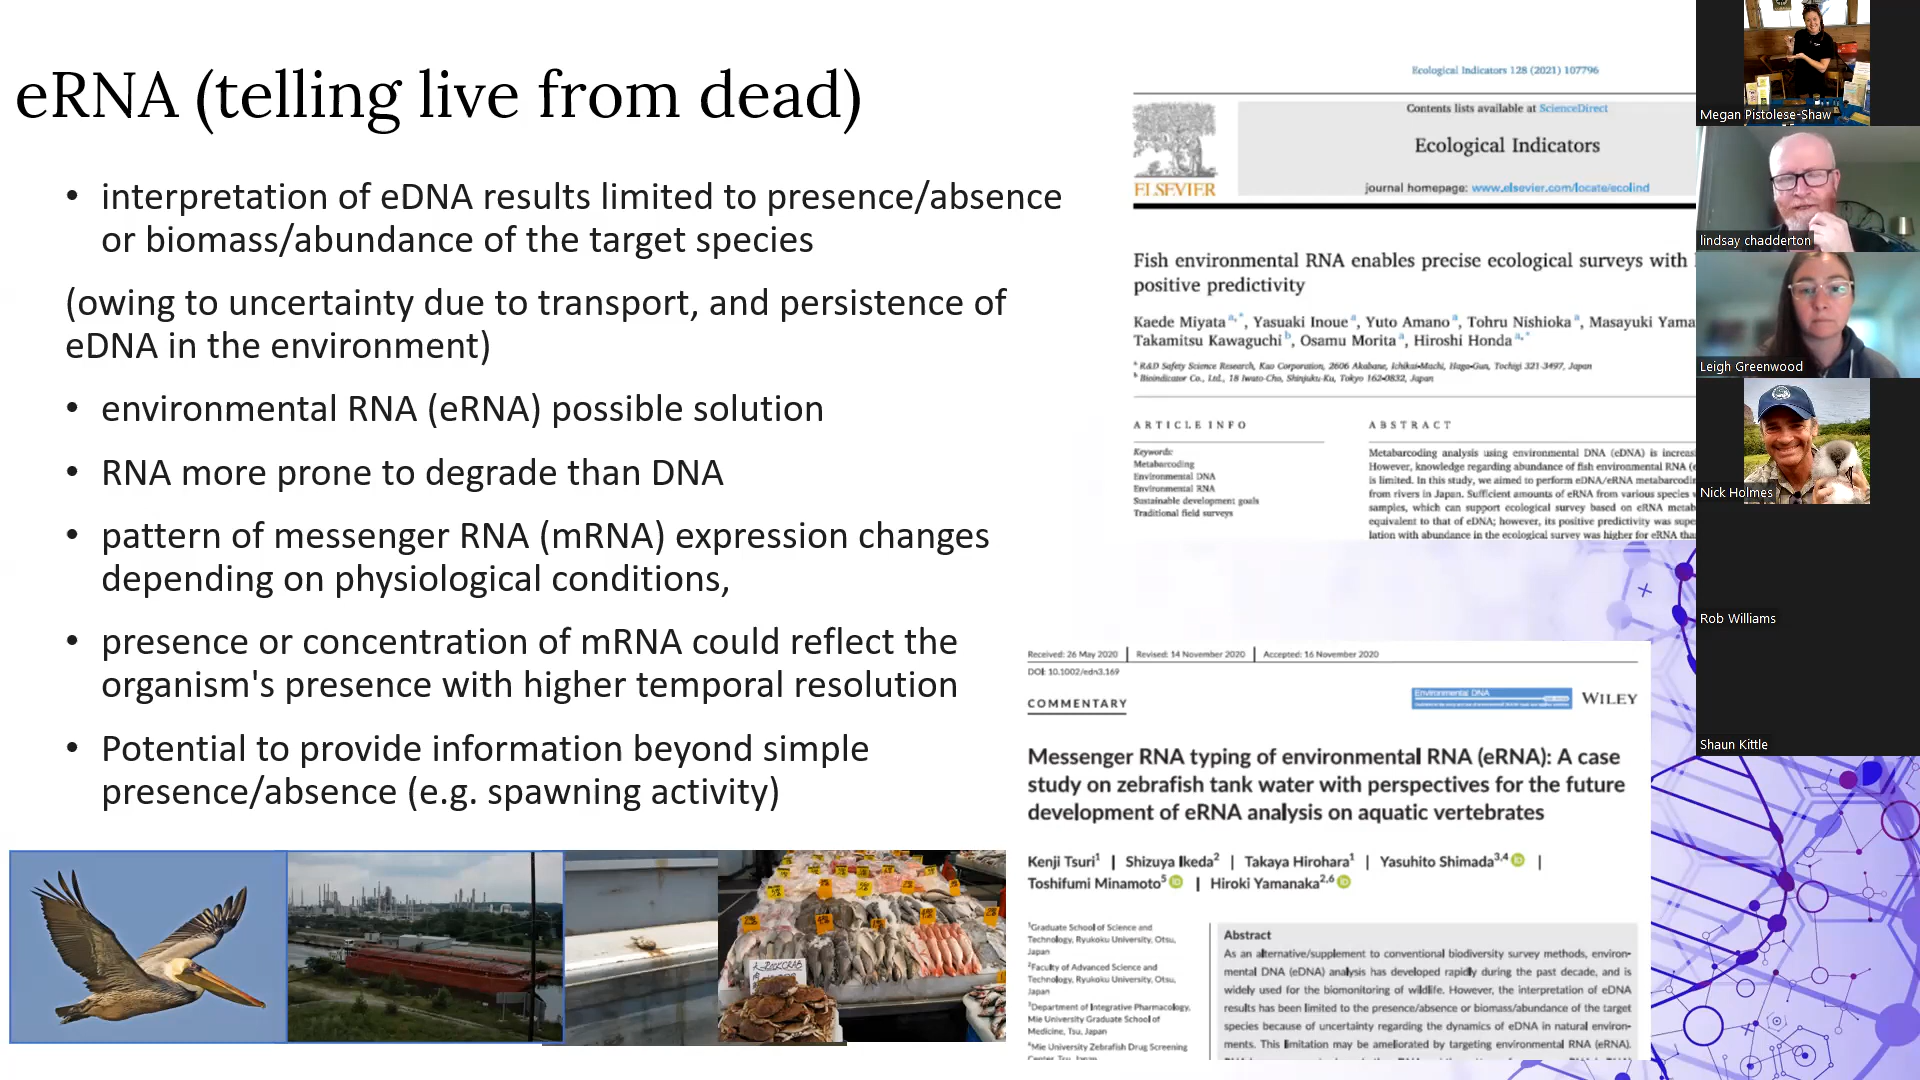 eRNA (telling live from dead)
• interpretation of eDNA results limited to presence/absence
or biomass/abundance of the target species
(owing to uncertainty due to transport, and persistence of
eDNA in the environment)
• environmental RNA (eRNA) possible solution
• RNA more prone to degrade than DNA
• pattern of messenger RNA (mRNA) expression changes
depending on physiological conditions,
• presence or concentration of mRNA could reflect the
organism's presence with higher temporal resolution
• Potential to provide information beyond simple
presence/absence (e.g. spawning activity)
Ecological Indicators 128 (2021) 107796
Contents lists available at ScienceDirect
Ecological Indicators
journal homepage: www.elsevier.com/locate/ecolind
ELSEVIER
Fish environmental RNA enables precise ecological surveys with
positive predictivity
Kaede Miyata a,*, Yasuaki Inoue a, Yuto Amano a, Tohru Nishioka a, Masayuki Yama
Takamitsu Kawaguchi b, Osamu Morita a, Hiroshi Honda a,*
a R&D Safety Science Research, Kao Corporation, 2606 Akabane, Ichikai-Machi, Haga-Gun, Tochigi 321-3497, Japan
b Bioindicator Co., Ltd., 18 Iwato-Cho, Shinjuku-Ku, Tokyo 162-0832, Japan
ARTICLE INFO
Keywords:
Metabarcoding
Environmental DNA
Environmental RNA
Sustainable development goals
Traditional field surveys
ABSTRACT
Metabarcoding analysis using environmental DNA (eDNA) is increas
However, knowledge regarding abundance of fish environmental RNA (e
is limited. In this study, we aimed to perform eDNA/eRNA metabarcodin
from rivers in Japan. Sufficient amounts of eRNA from various species
samples, which can support ecological survey based on eRNA metab
equivalent to that of eDNA; however, its positive predictivity was supe
lation with abundance in the ecological survey was higher for eRNA tha
Received: 26 May 2020 | Revised: 14 November 2020 | Accepted: 16 November 2020
DOI: 10.1002/edn3.169
COMMENTARY
Environmental DNA
WILEY
Messenger RNA typing of environmental RNA (eRNA): A case
study on zebrafish tank water with perspectives for the future
development of eRNA analysis on aquatic vertebrates
Kenji Tsuri1 | Shizuya Ikeda2 | Takaya Hirohara1 | Yasuhito Shimada3,4 |
Toshifumi Minamoto5 | Hiroki Yamanaka2,6
1Graduate School of Science and
Technology, Ryukoku University, Otsu,
Japan
2Faculty of Advanced Science and
Technology, Ryukoku University, Otsu,
Japan
3Department of Integrative Pharmacology,
Mie University Graduate School of
Medicine, Tsu, Japan
4Mie University Zebrafish Drug Screening
Center, Tsu, Japan
Abstract
As an alternative/supplement to conventional biodiversity survey methods, environ-
mental DNA (eDNA) analysis has developed rapidly during the past decade, and is
widely used for the biomonitoring of wildlife. However, the interpretation of eDNA
results has been limited to the presence/absence or biomass/abundance of the target
species because of uncertainty regarding the dynamics of eDNA in natural environ-
ments. This limitation may be ameliorated by targeting environmental RNA (eRNA).
Megan Pistolese-Shaw
lindsay chadderton
Leigh Greenwood
Nick Holmes
Rob Williams
Shaun Kittle